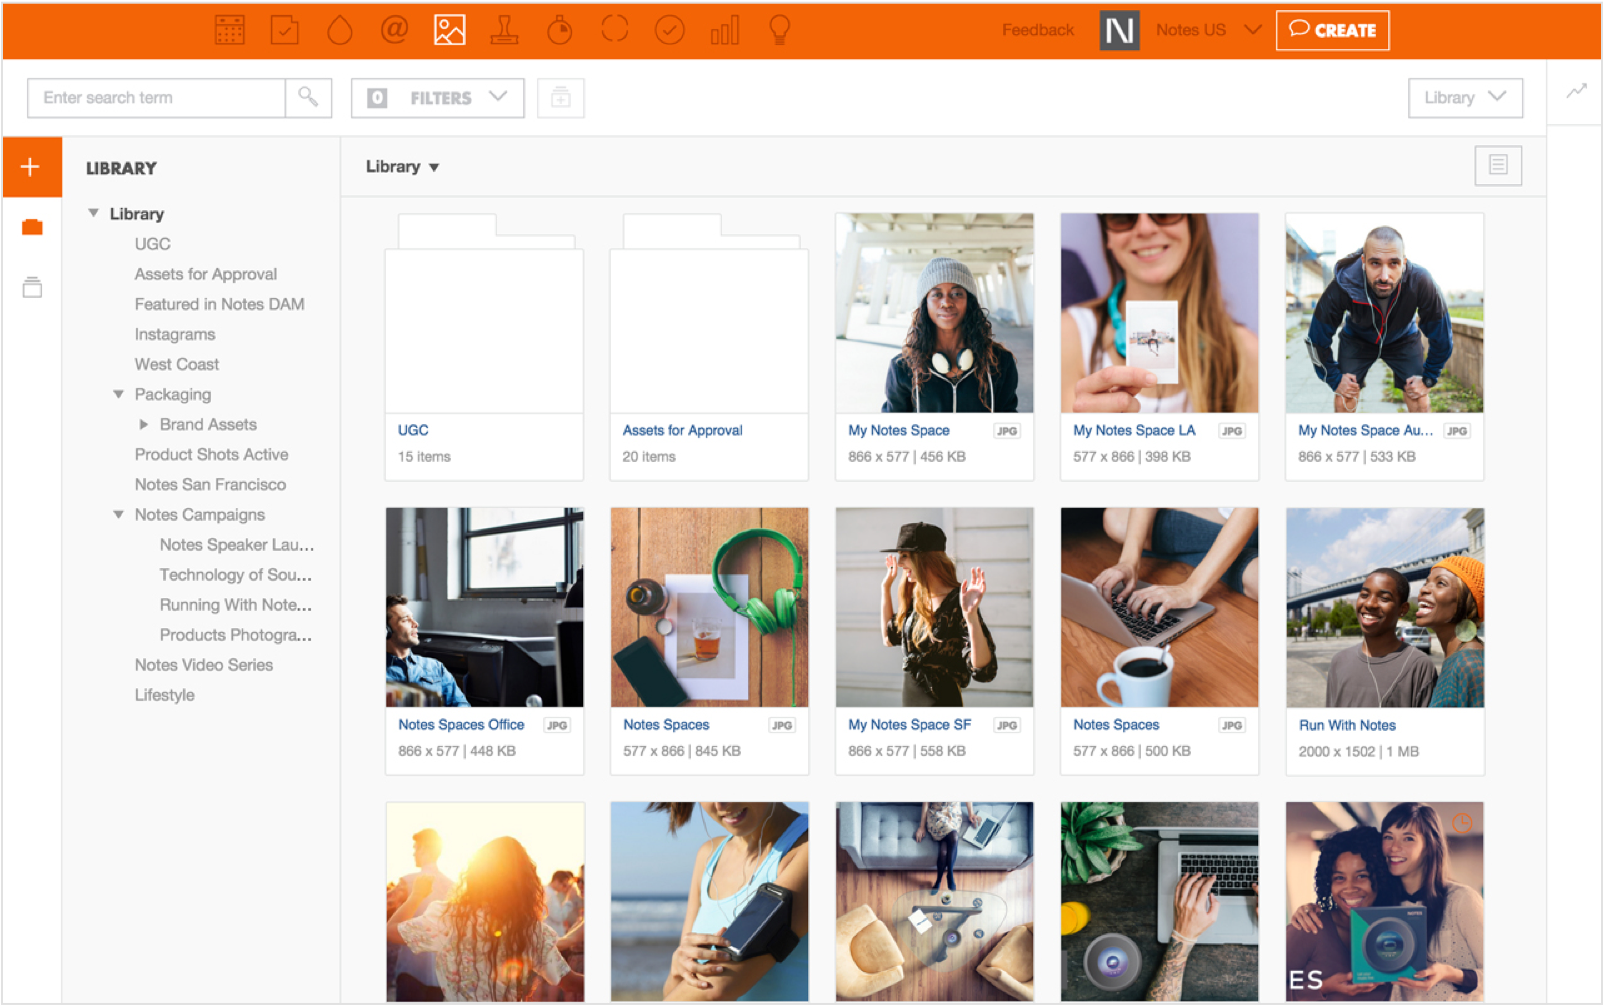 Feedback
N
Notes US
CREATE
Enter search term
0
FILTERS
Library
LIBRARY
Library
UGC
Assets for Approval
Featured in Notes DAM
Instagrams
West Coast
Packaging
Brand Assets
Product Shots Active
Notes San Francisco
Notes Campaigns
Notes Speaker Lau...
Technology of Sou...
Running With Note...
Products Photogra...
Notes Video Series
Lifestyle
Library
UGC
15 items
Assets for Approval
20 items
My Notes Space JPG
866 x 577 | 456 KB
My Notes Space LA JPG
577 x 866 | 398 KB
My Notes Space Au... JPG
866 x 577 | 533 KB
Notes Spaces Office JPG
866 x 577 | 448 KB
Notes Spaces JPG
577 x 866 | 845 KB
My Notes Space SF JPG
866 x 577 | 558 KB
Notes Spaces JPG
577 x 866 | 500 KB
Run With Notes
2000 x 1502 | 1 MB
NOTES
ES